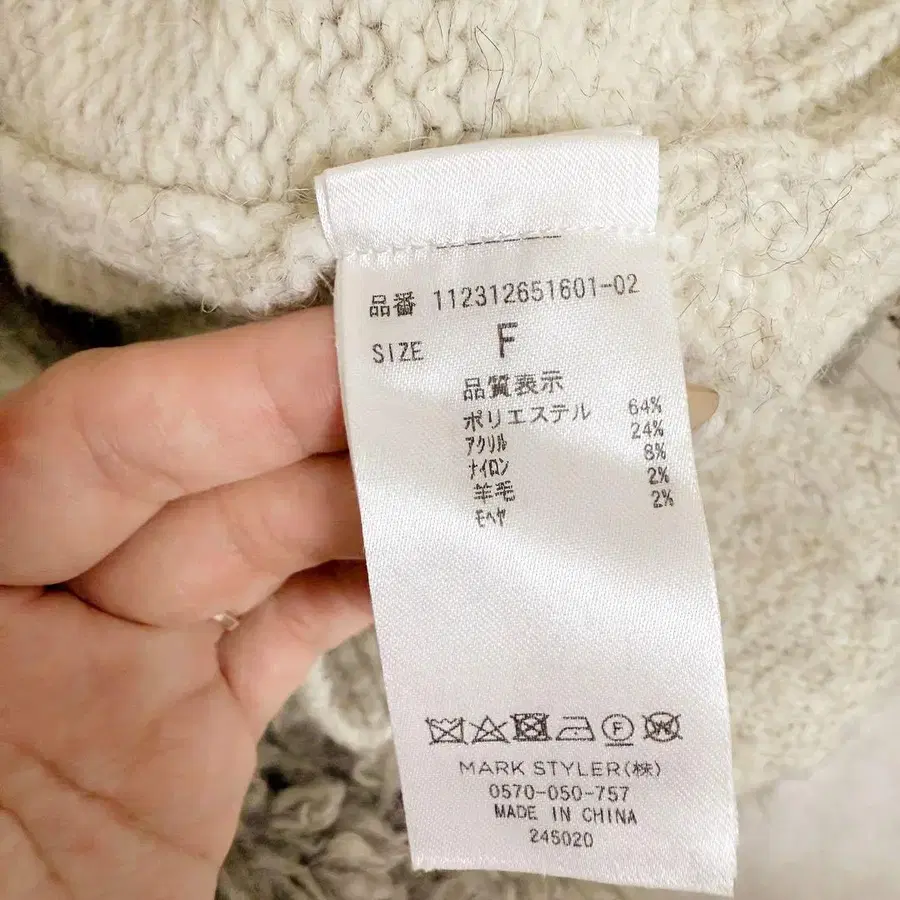 品番 112312651601-02
SIZE F
品質表示
ポリエステル 64%
アクリル 24%
ナイロン 8%
羊毛 2%
モヘヤ 2%
F W
MARK STYLER(株)
0570-050-757
MADE IN CHINA
245020